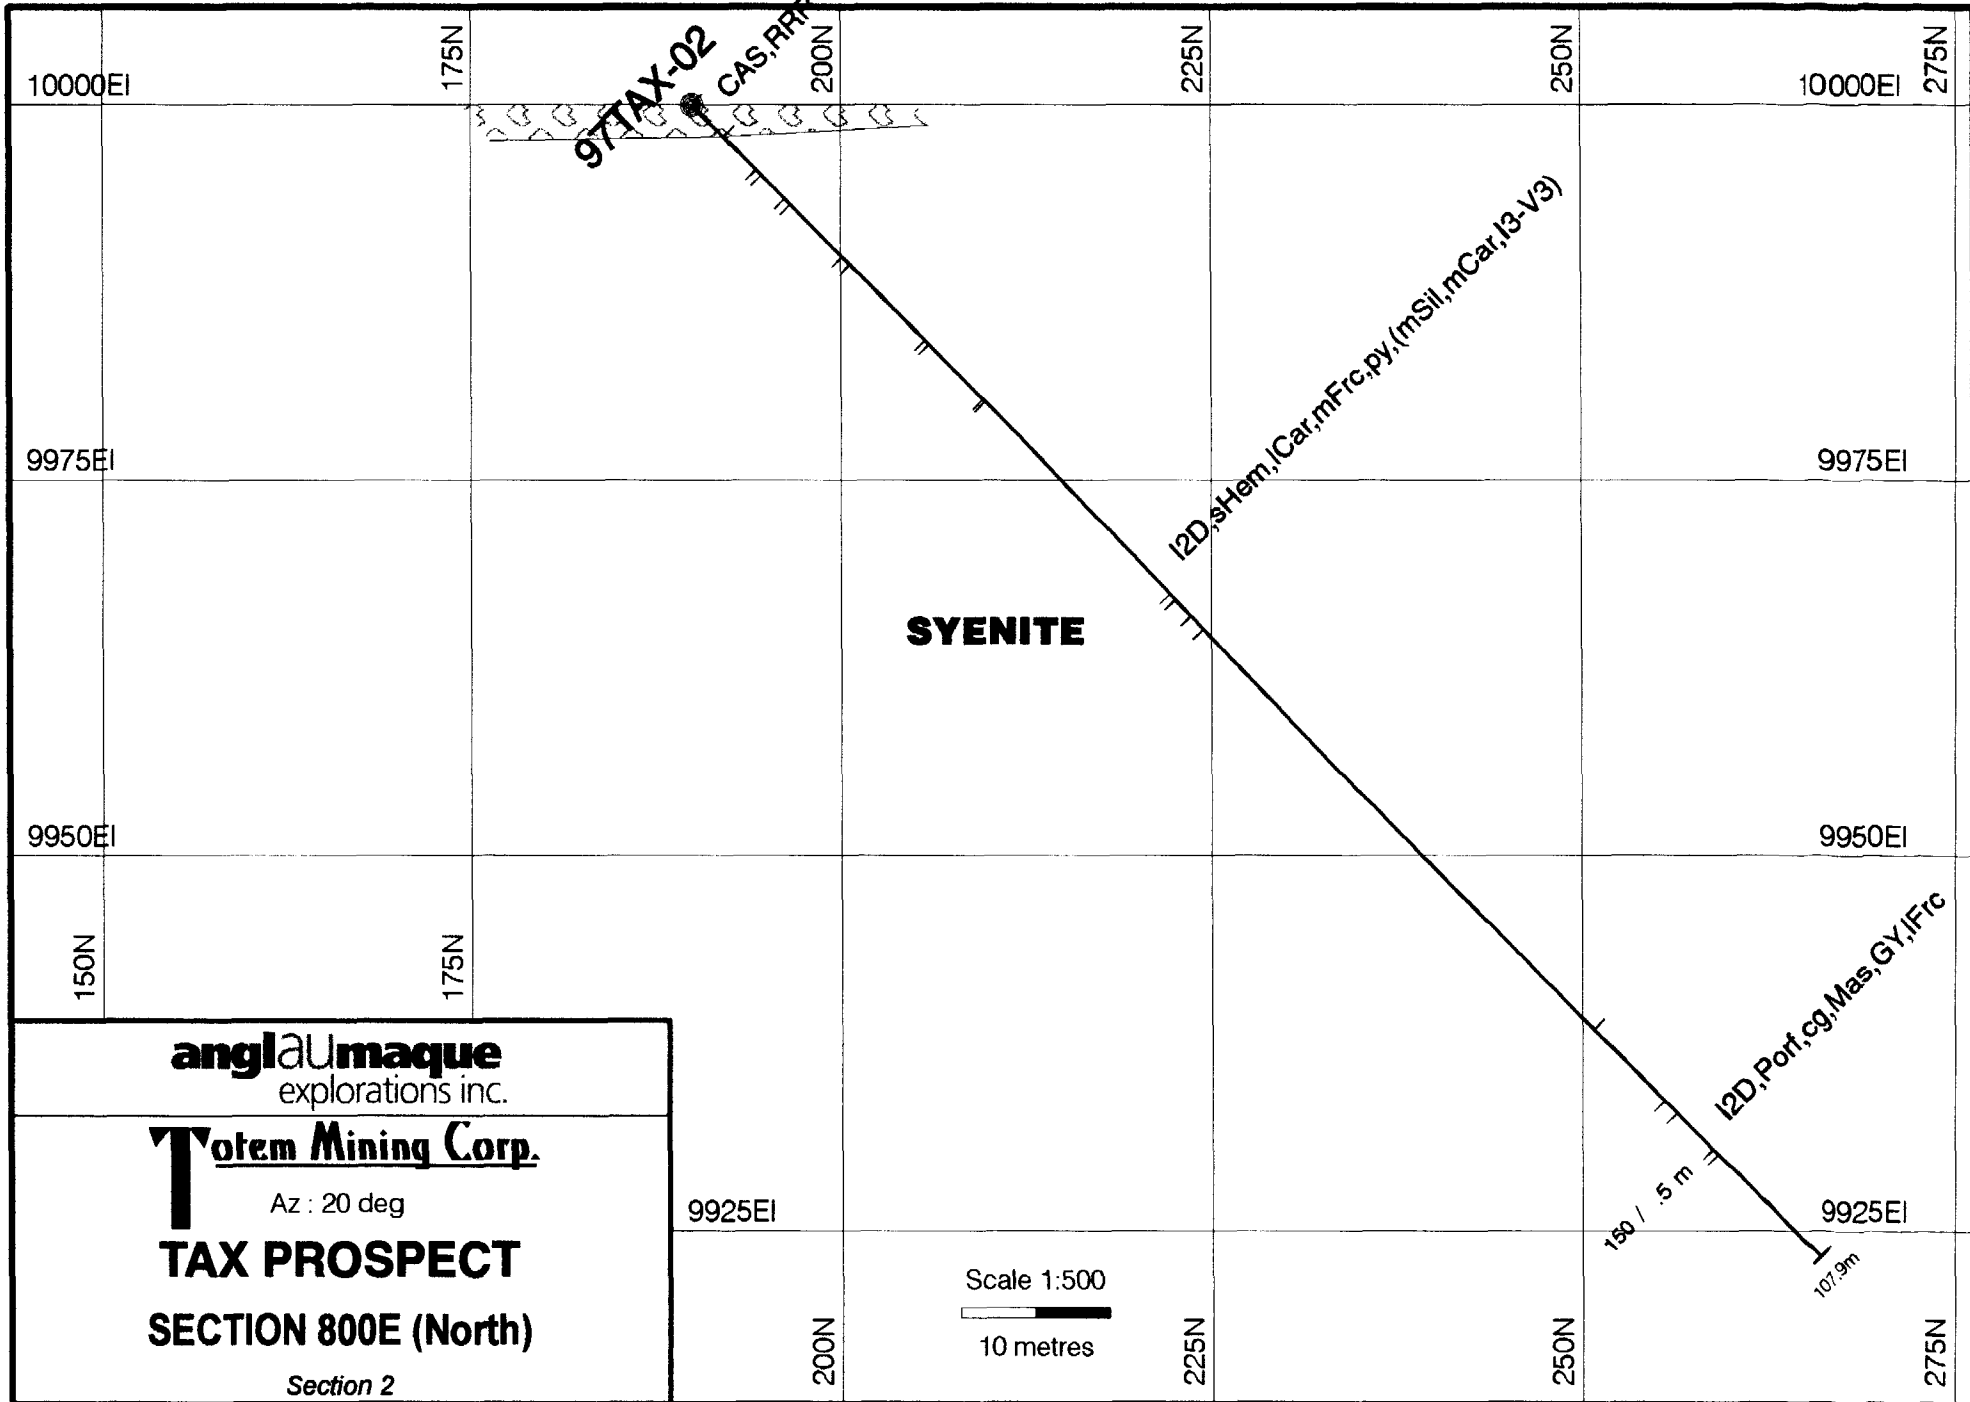 175N
200N
225N
250N
275N
97TAX-02
10000El
10000El
I2D,sHem,lCar,mFrc,py,(mSil,mCar,I3-V3)
9975El
9975El
SYENITE
9950El
9950El
150N
175N
I2D,Porf,cg,Mas,GY,lFrc
150 / .5 m
9925El
9925El
107.9m
anglaumaque
explorations inc.
Totem Mining Corp.
Az : 20 deg
TAX PROSPECT
SECTION 800E (North)
Section 2
Scale 1:500
10 metres
200N
225N
250N
275N